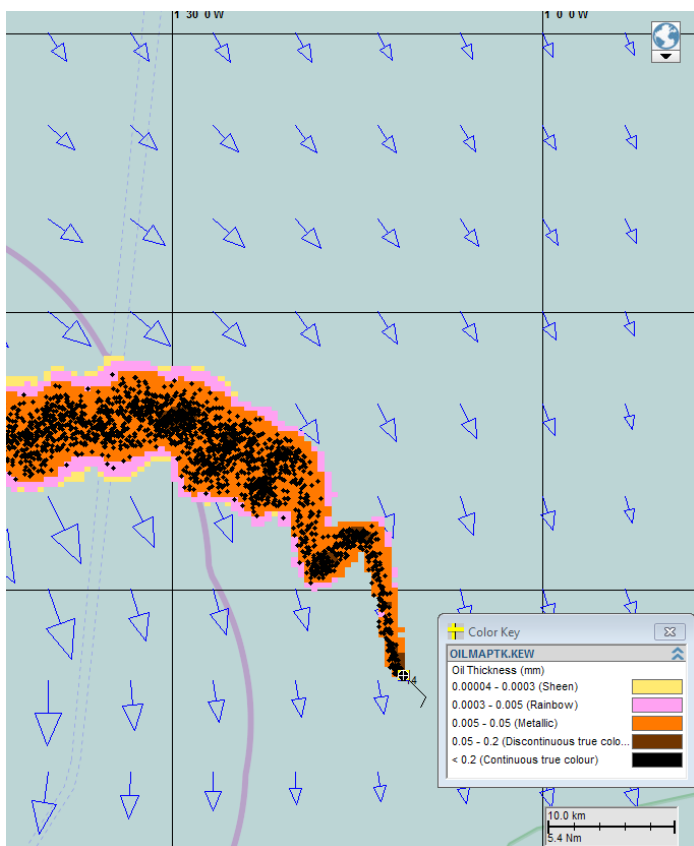 1 30 0 W
1 0 0 W
14
Color Key
OILMAPTK.KEW
Oil Thickness (mm)
0.00004 - 0.0003 (Sheen)
0.0003 - 0.005 (Rainbow)
0.005 - 0.05 (Metallic)
0.05 - 0.2 (Discontinuous true colo...
< 0.2 (Continuous true colour)
10.0 km
5.4 Nm